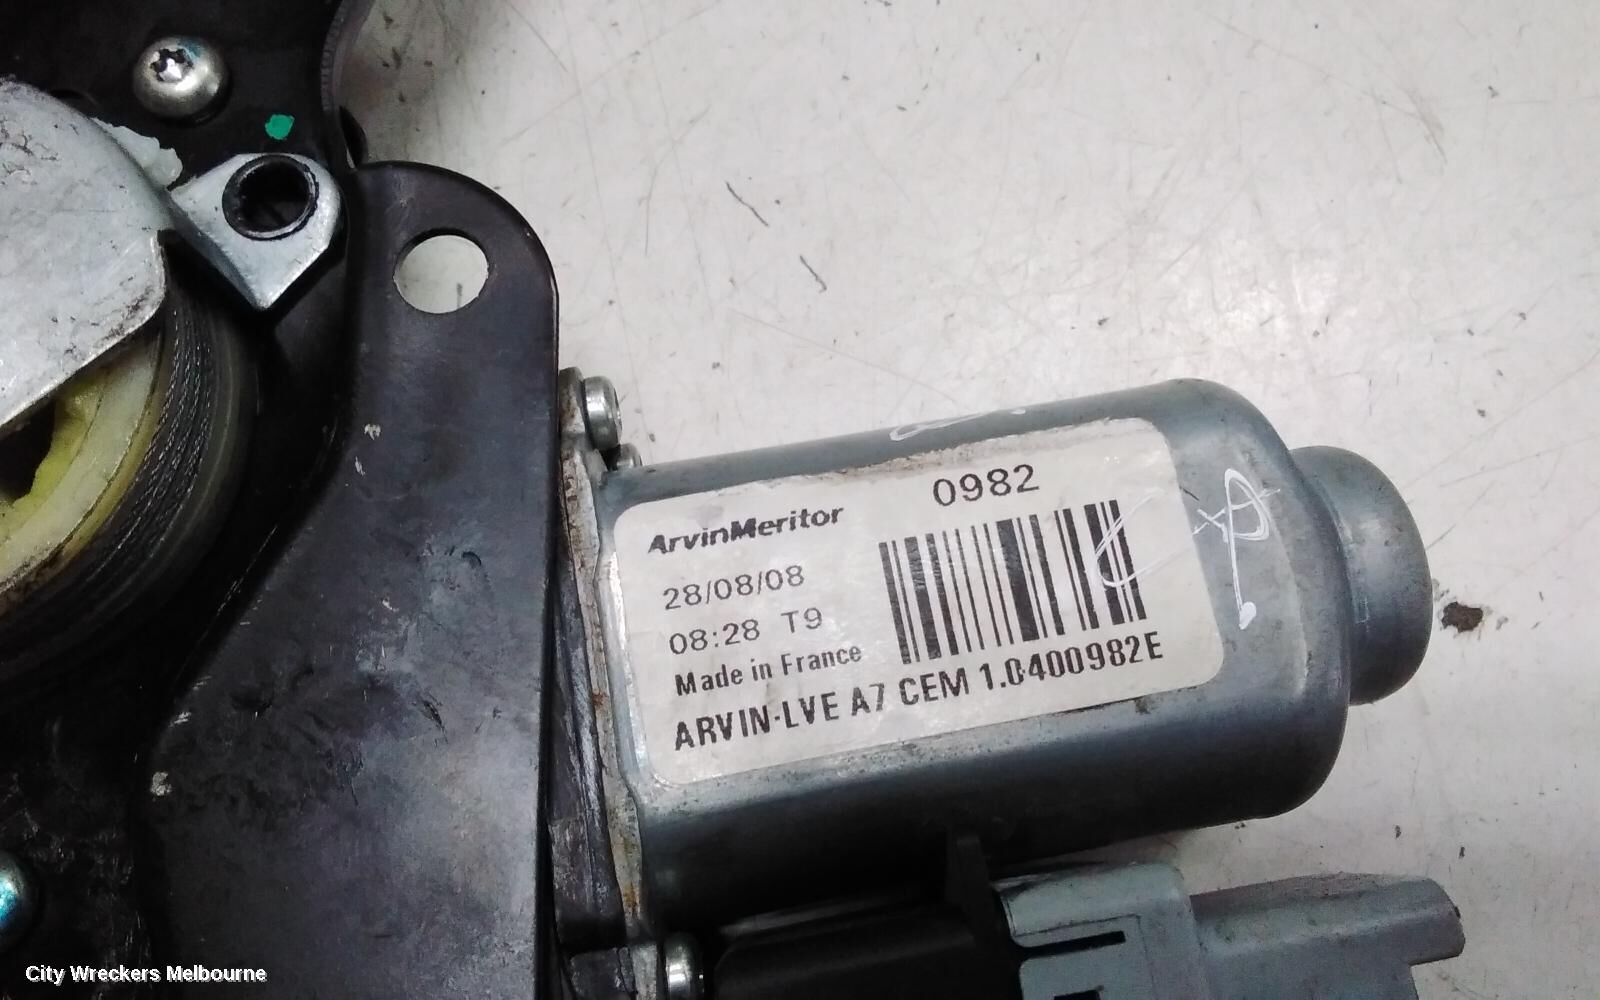 0982
ArvinMeritor
28/08/08
08:28 T9
Made in France
ARVIN-LVE A7 CEM 1.0400982E
City Wreckers Melbourne